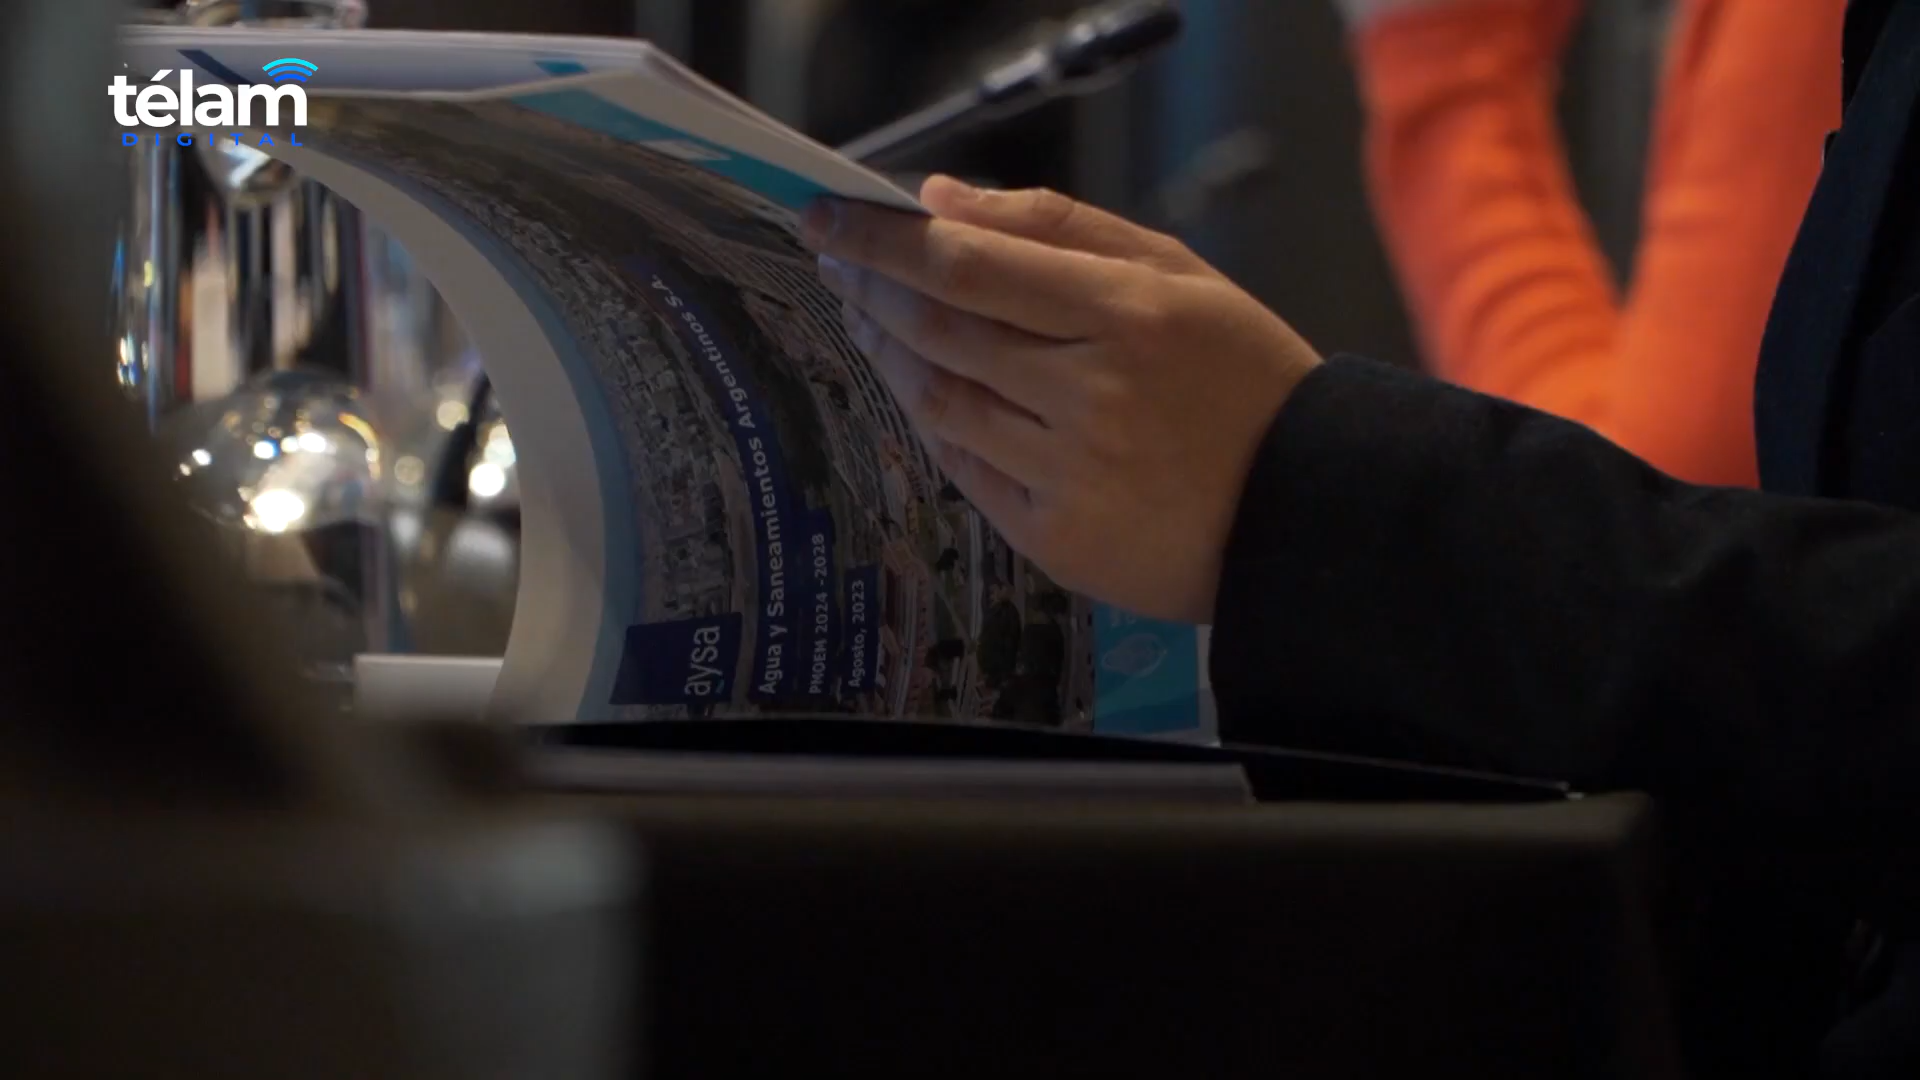 télam
DIGITAL
aysa
Agua y Saneamientos Argentinos S.A.
PMOEM 2024 -2028
Agosto, 2023